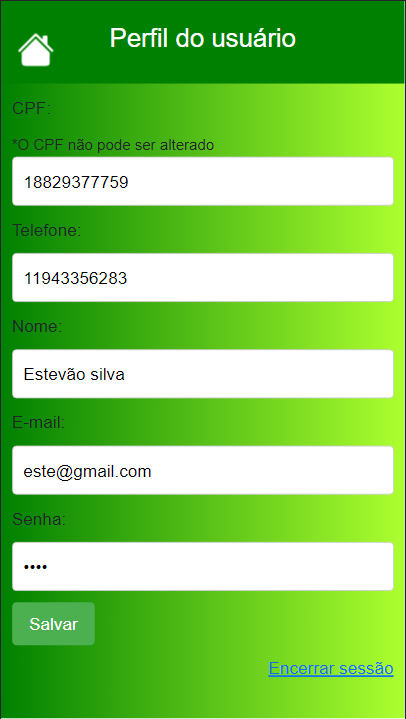 Perfil do usuário
CPF:
*O CPF não pode ser alterado
18829377759
Telefone:
11943356283
Nome:
Estevão silva
E-mail:
este@gmail.com
Senha:
••••
Salvar
Encerrar sessão